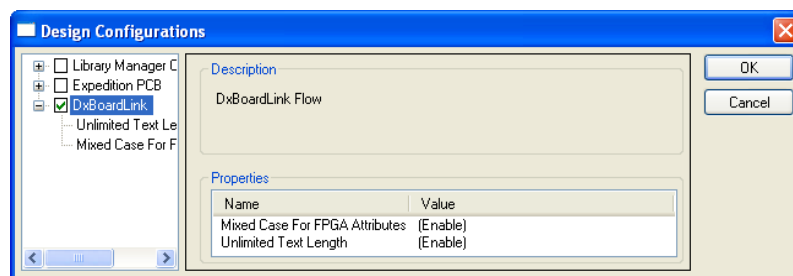 Design Configurations
Library Manager C
Expedition PCB
DxBoardLink
Unlimited Text Le
Mixed Case For F
Description
DxBoardLink Flow
Properties
Name Value
Mixed Case For FPGA Attributes (Enable)
Unlimited Text Length (Enable)
OK
Cancel